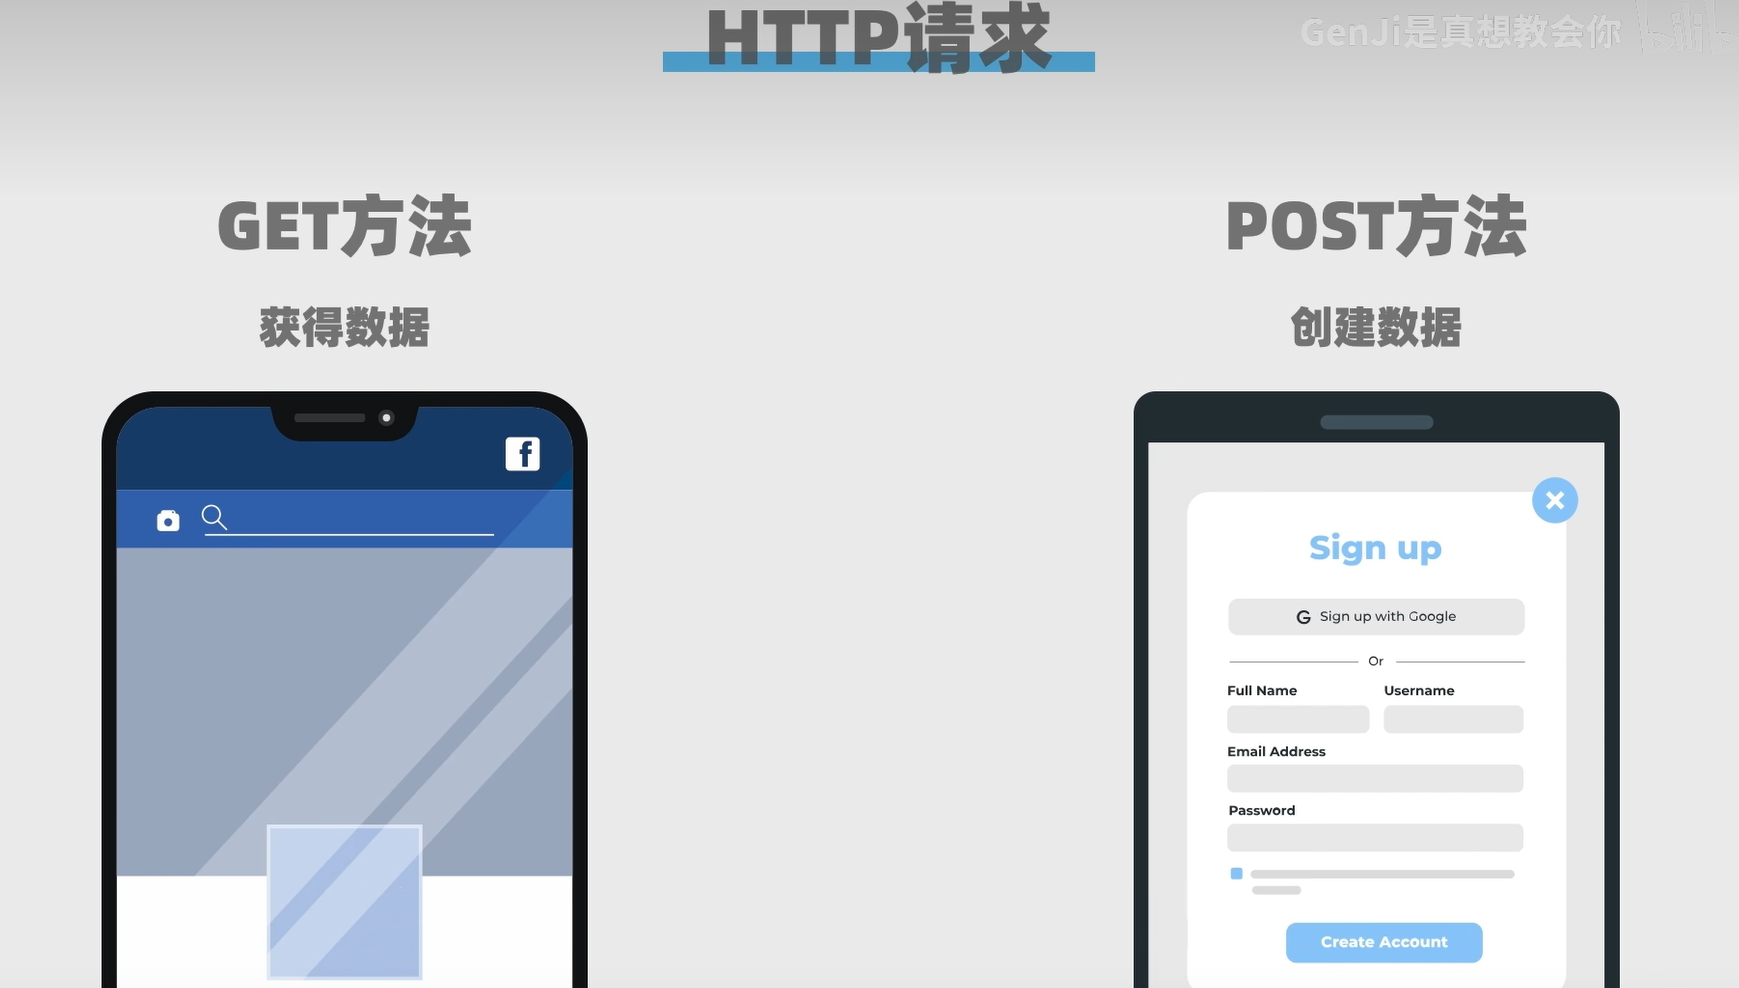 HTTP请求
GenJi是真想教会你 bilibili
GET方法
POST方法
获得数据
创建数据
f
Sign up
G Sign up with Google
Or
Full Name Username
Email Address
Password
Create Account